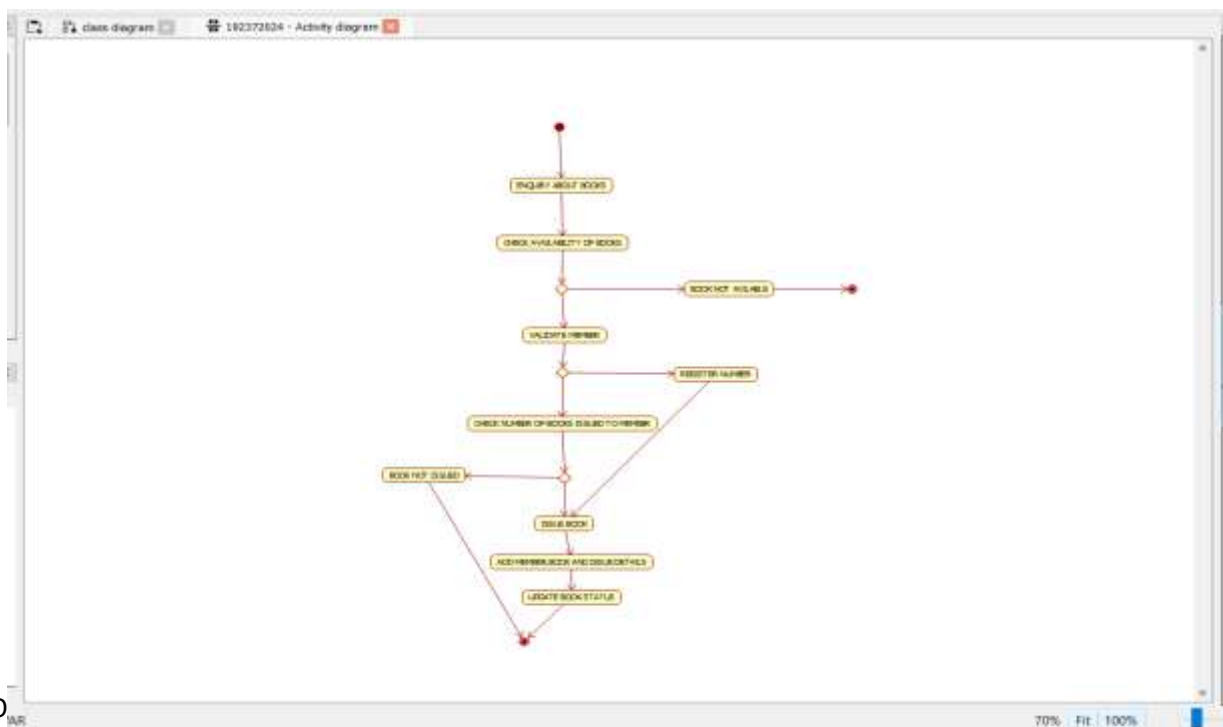 class diagram
192372024 - Activity diagram
ENQUIRY ABOUT BOOKS
CHECK AVAILABILITY OF BOOKS
BOOK NOT
VALIDATE MEMBER
REGISTER NUMBER
CHECK NUMBER OF BOOKS ISSUED TO MEMBER
BOOK NOT ISSUED
ISSUE BOOK
ADD MEMBER,BOOK AND ISSUE DETAILS
UPDATE BOOK STATUS
70% Fit 100%